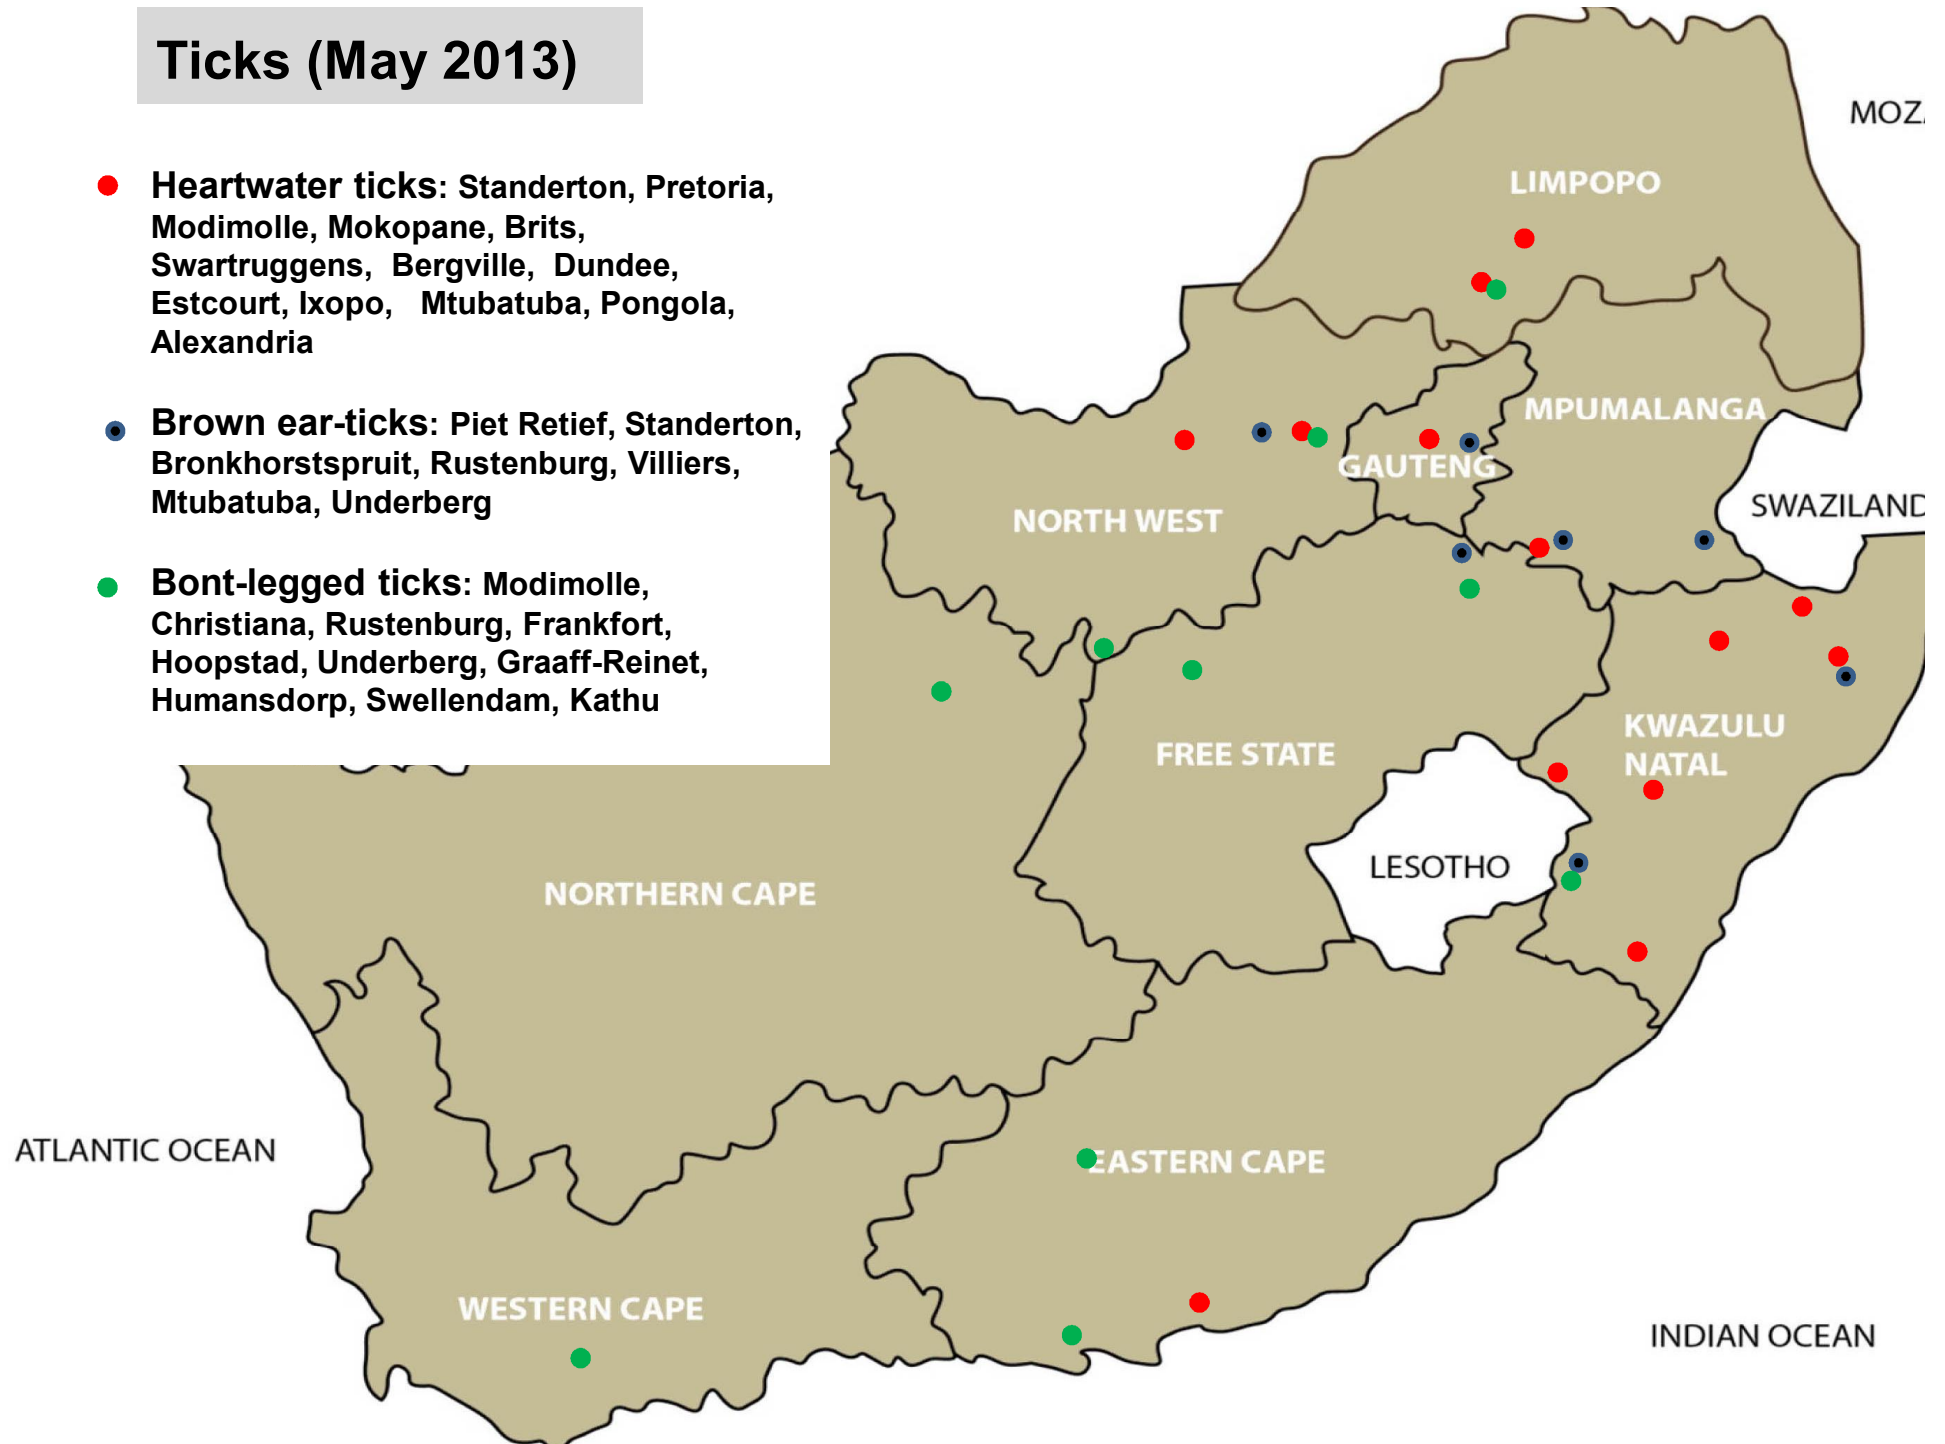 Ticks (May 2013)
Heartwater ticks: Standerton, Pretoria,
Modimolle, Mokopane, Brits,
Swartruggens, Bergville, Dundee,
Estcourt, Ixopo, Mtubatuba, Pongola,
Alexandria
Brown ear-ticks: Piet Retief, Standerton,
Bronkhorstspruit, Rustenburg, Villiers,
Mtubatuba, Underberg
Bont-legged ticks: Modimolle,
Christiana, Rustenburg, Frankfort,
Hoopstad, Underberg, Graaff-Reinet,
Humansdorp, Swellendam, Kathu
MOZ
LIMPOPO
MPUMALANGA
GAUTENG
SWAZILAND
NORTH WEST
KWAZULU
NATAL
FREE STATE
LESOTHO
NORTHERN CAPE
ATLANTIC OCEAN
EASTERN CAPE
WESTERN CAPE
INDIAN OCEAN